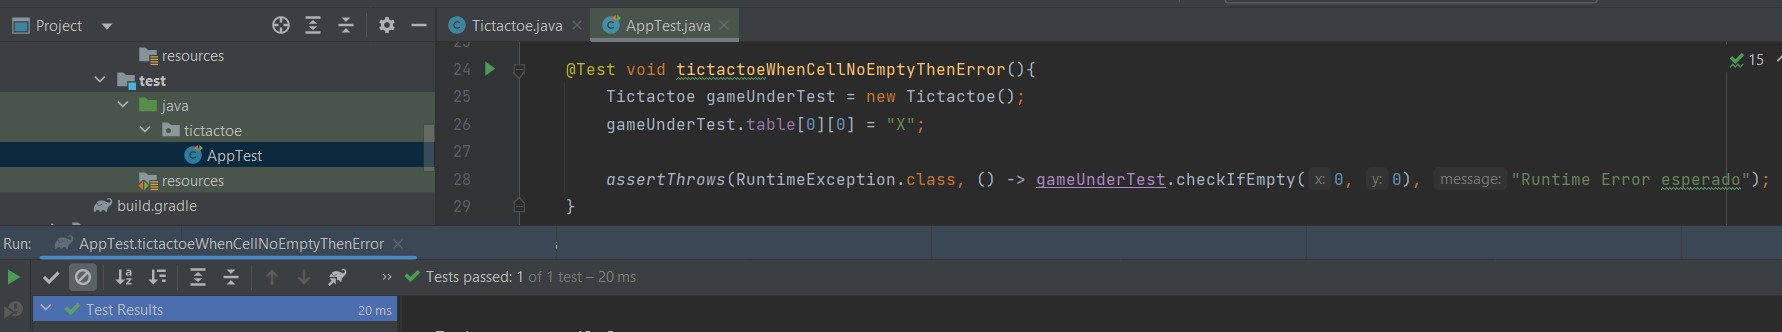 Project
Tictactoe.java
AppTest.java
resources
test
java
tictactoe
AppTest
resources
build.gradle
24 @Test void tictactoeWhenCellNoEmptyThenError(){
15
25 Tictactoe gameUnderTest = new Tictactoe();
26 gameUnderTest.table[0][0] = "X";
27
28 assertThrows(RuntimeException.class, () -> gameUnderTest.checkIfEmpty( x: 0, y: 0), message: "Runtime Error esperado");
29 }
Run: AppTest.tictactoeWhenCellNoEmptyThenError
Tests passed: 1 of 1 test – 20 ms
Test Results 20 ms